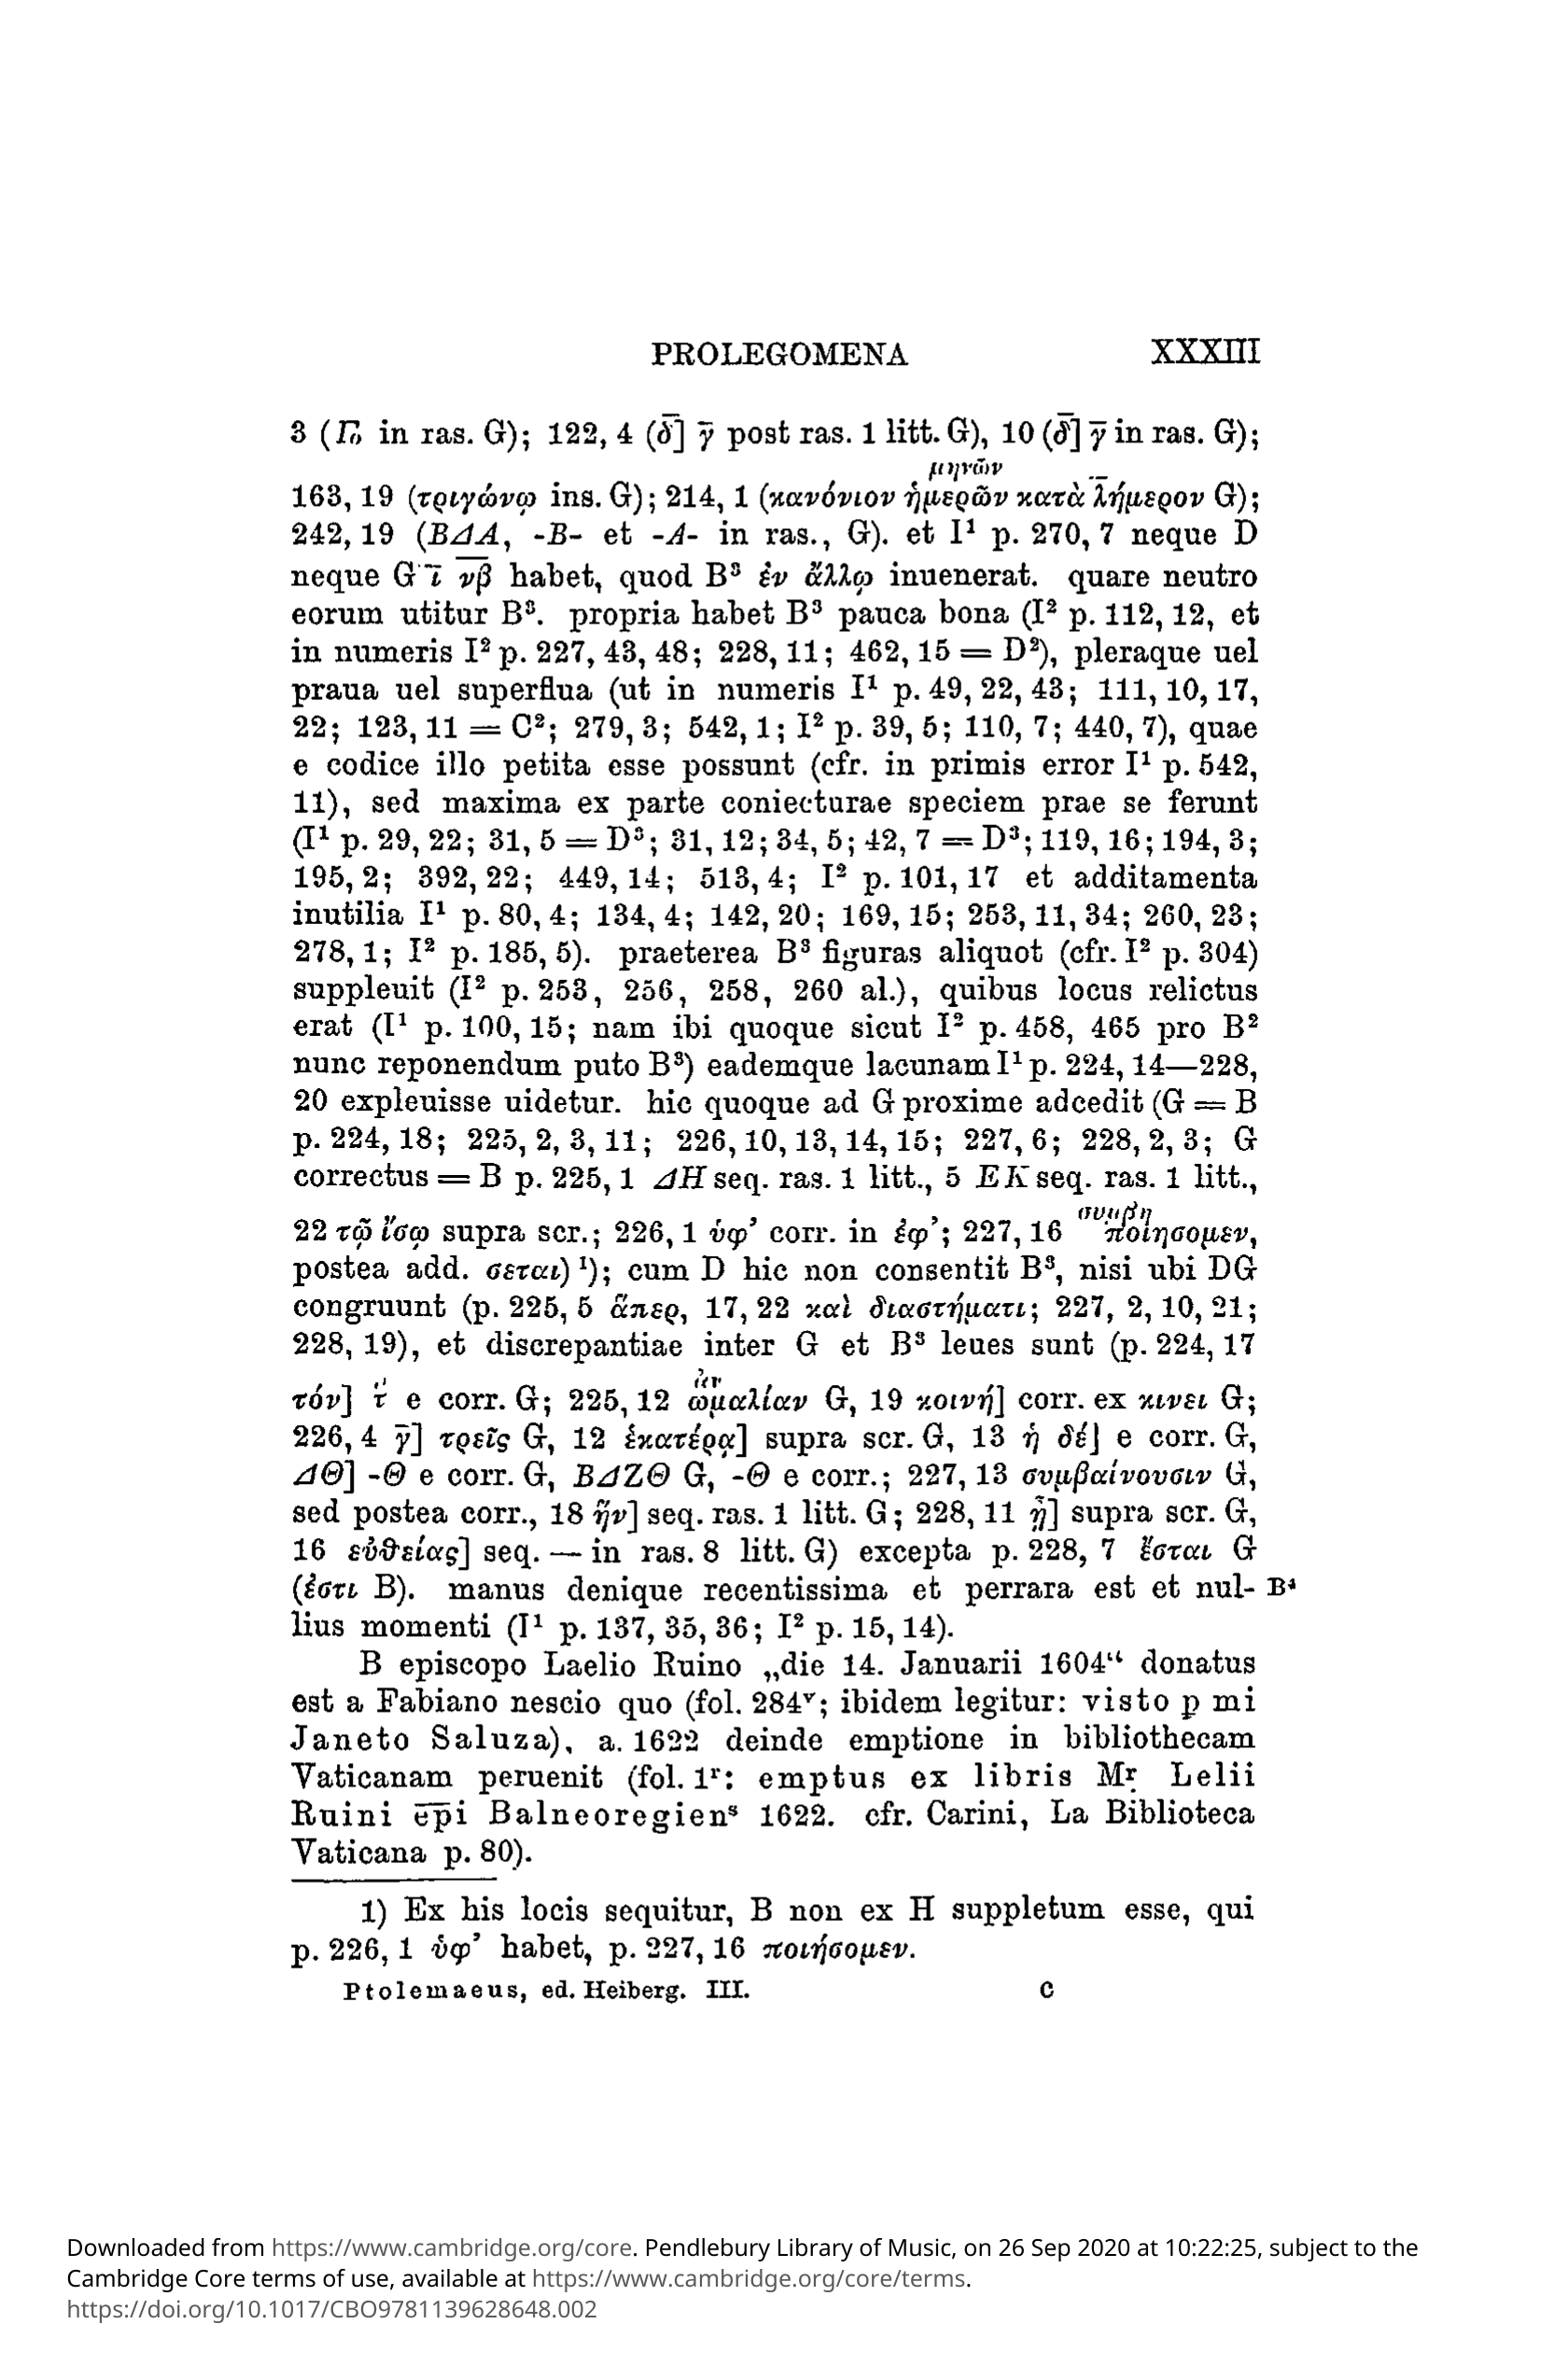 PROLEGOMENA XXXIII
3 (Γο in ras. G); 122, 4 (δ̅] γ̅ post ras. 1 litt. G), 10 (δ̅] γ̅ in ras. G);
μηνῶν
163, 19 (τριγώνῳ ins. G); 214, 1 (κανόνιον ἡμερῶν κατὰ λ̅ήμερον G);
242, 19 (ΒΔΑ, -Β- et -Α- in ras., G). et I¹ p. 270, 7 neque D
neque G ι̅ ν̅β̅ habet, quod B³ ἐν ἄλλῳ inuenerat. quare neutro
eorum utitur B³. propria habet B³ pauca bona (I² p. 112, 12, et
in numeris I² p. 227, 43, 48; 228, 11; 462, 15 = D²), pleraque uel
praua uel superflua (ut in numeris I¹ p. 49, 22, 43; 111, 10, 17,
22; 123, 11 = C²; 279, 3; 542, 1; I² p. 39, 5; 110, 7; 440, 7), quae
e codice illo petita esse possunt (cfr. in primis error I¹ p. 542,
11), sed maxima ex parte coniecturae speciem prae se ferunt
(I¹ p. 29, 22; 31, 5 = D³; 31, 12; 34, 5; 42, 7 = D³; 119, 16; 194, 3;
195, 2; 392, 22; 449, 14; 513, 4; I² p. 101, 17 et additamenta
inutilia I¹ p. 80, 4; 134, 4; 142, 20; 169, 15; 253, 11, 34; 260, 23;
278, 1; I² p. 185, 5). praeterea B³ figuras aliquot (cfr. I² p. 304)
suppleuit (I² p. 253, 256, 258, 260 al.), quibus locus relictus
erat (I¹ p. 100, 15; nam ibi quoque sicut I² p. 458, 465 pro B²
nunc reponendum puto B³) eademque lacunam I¹ p. 224, 14—228,
20 expleuisse uidetur. hic quoque ad G proxime adcedit (G = B
p. 224, 18; 225, 2, 3, 11; 226, 10, 13, 14, 15; 227, 6; 228, 2, 3; G
correctus = B p. 225, 1 ΔΗ seq. ras. 1 litt., 5 ΕΚ seq. ras. 1 litt.,
συμβη
22 τῷ ἴσῳ supra scr.; 226, 1 ὑφ’ corr. in ἐφ’; 227, 16 ποίησομεν,
postea add. σεται) ¹); cum D hic non consentit B³, nisi ubi DG
congruunt (p. 225, 5 ἅπερ, 17, 22 καὶ διαστήματι; 227, 2, 10, 21;
228, 19), et discrepantiae inter G et B³ leues sunt (p. 224, 17
τόν] τ̈ e corr. G; 225, 12 ὠμαλίαν G, 19 κοινή] corr. ex κινει G;
226, 4 γ̅] τρεῖς G, 12 ἑκατέρᾳ] supra scr. G, 13 ἡ δέ] e corr. G,
ΔΘ] -Θ e corr. G, ΒΔΖΘ G, -Θ e corr.; 227, 13 συμβαίνουσιν G,
sed postea corr., 18 ἥν] seq. ras. 1 litt. G; 228, 11 ᾖ] supra scr. G,
16 εὐθείας] seq. — in ras. 8 litt. G) excepta p. 228, 7 ἔσται G
(ἐστι B). manus denique recentissima et perrara est et nul- B⁴
lius momenti (I¹ p. 137, 35, 36; I² p. 15, 14).
B episcopo Laelio Ruino „die 14. Januarii 1604“ donatus
est a Fabiano nescio quo (fol. 284ᵛ; ibidem legitur: visto p mi
Janeto Saluza), a. 1622 deinde emptione in bibliothecam
Vaticanam peruenit (fol. 1ʳ: emptus ex libris Mr Lelii
Ruini e̅p̅i Balneoregienˢ 1622. cfr. Carini, La Biblioteca
Vaticana p. 80).
1) Ex his locis sequitur, B non ex H suppletum esse, qui
p. 226, 1 ὑφ’ habet, p. 227, 16 ποιήσομεν.
Ptolemaeus, ed. Heiberg. III. C
Downloaded from https://www.cambridge.org/core. Pendlebury Library of Music, on 26 Sep 2020 at 10:22:25, subject to the
Cambridge Core terms of use, available at https://www.cambridge.org/core/terms.
https://doi.org/10.1017/CBO9781139628648.002